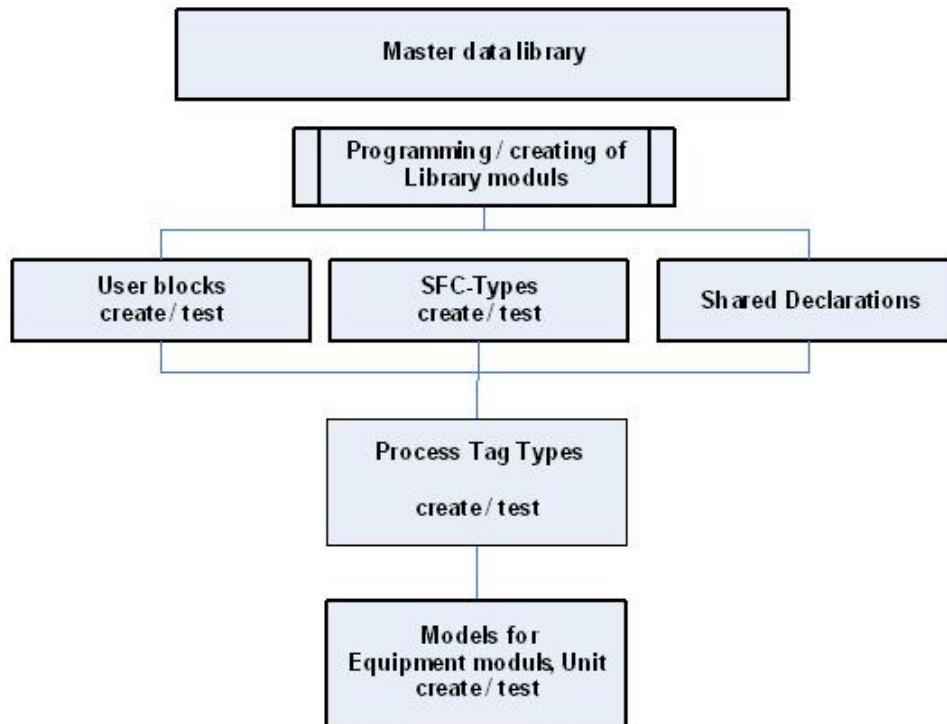 Master data library
Programming / creating of
Library moduls
User blocks
create / test
SFC-Types
create / test
Shared Declarations
Process Tag Types
create / test
Models for
Equipment moduls, Unit
create / test